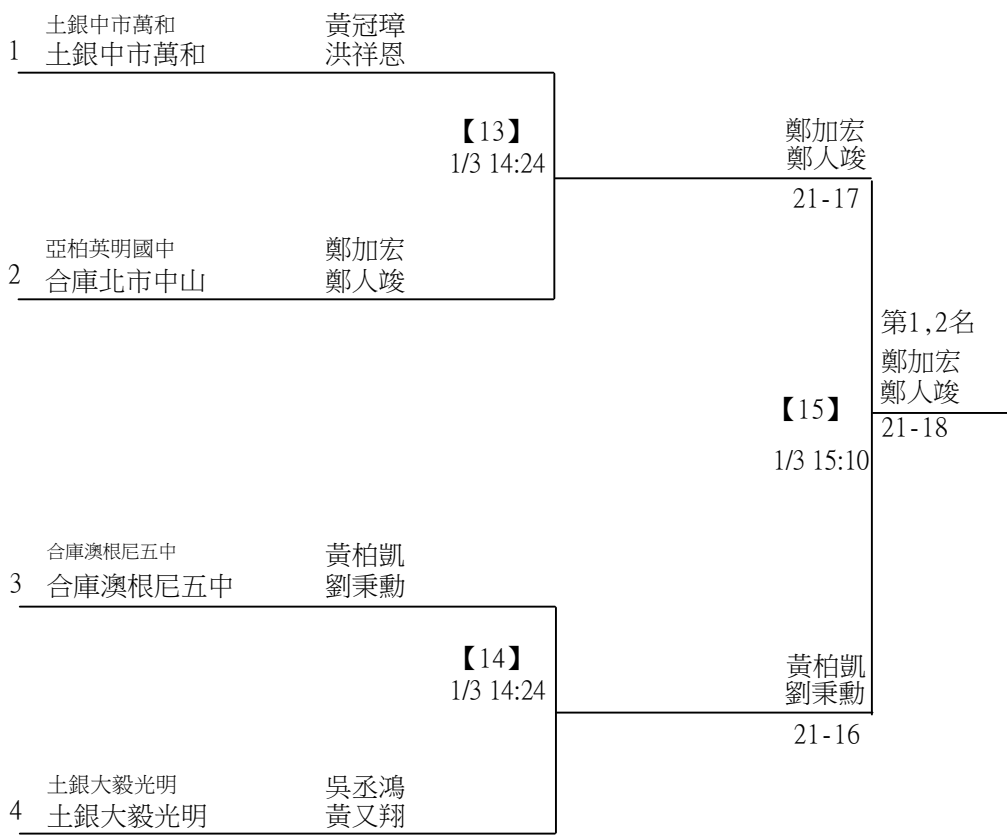 土銀中市萬和 黃冠璋
1 土銀中市萬和 洪祥恩
【13】
1/3 14:24
鄭加宏
鄭人竣
21-17
亞柏英明國中 鄭加宏
2 合庫北市中山 鄭人竣
第1,2名
鄭加宏
鄭人竣
【15】
21-18
1/3 15:10
合庫澳根尼五中 黃柏凱
3 合庫澳根尼五中 劉秉勳
【14】
1/3 14:24
黃柏凱
劉秉勳
21-16
土銀大毅光明 吳丞鴻
4 土銀大毅光明 黃又翔